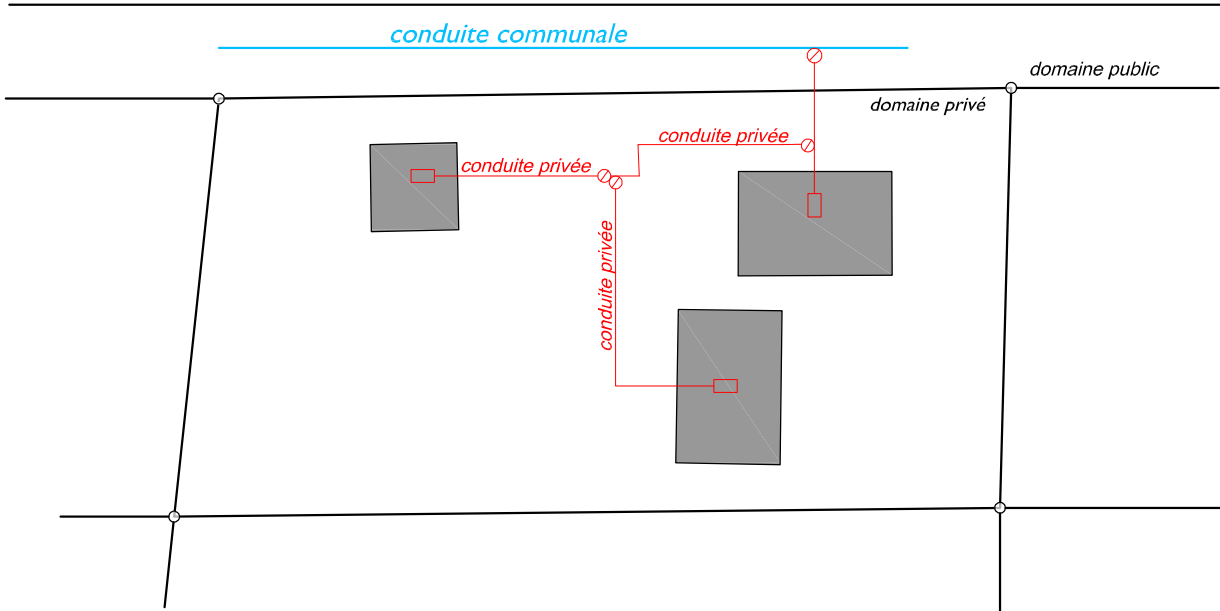 conduite communale
domaine public
domaine privé
conduite privée
conduite privée
conduite privée